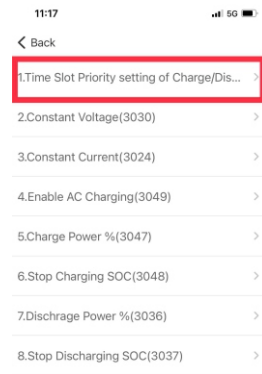 11:17
5G
Back
1.Time Slot Priority setting of Charge/Dis...
2.Constant Voltage(3030)
3.Constant Current(3024)
4.Enable AC Charging(3049)
5.Charge Power %(3047)
6.Stop Charging SOC(3048)
7.Dischrage Power %(3036)
8.Stop Discharging SOC(3037)